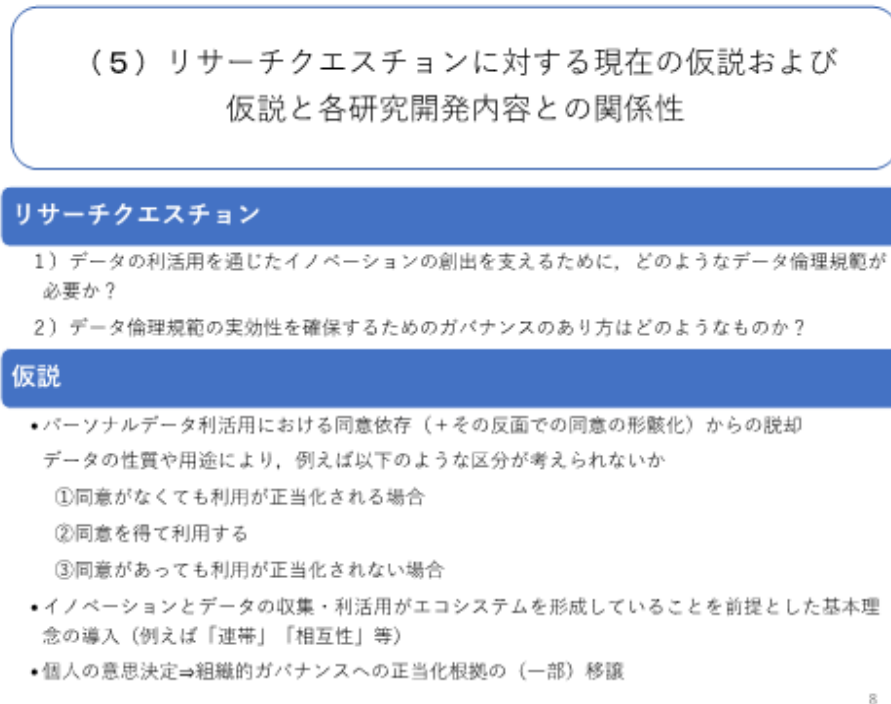 （５）リサーチクエスチョンに対する現在の仮説および
仮説と各研究開発内容との関係性
リサーチクエスチョン
1）データの利活用を通じたイノベーションの創出を支えるために，どのようなデータ倫理規範が
必要か？
2）データ倫理規範の実効性を確保するためのガバナンスのあり方はどのようなものか？
仮説
•パーソナルデータ利活用における同意依存（＋その反面での同意の形骸化）からの脱却
データの性質や用途により，例えば以下のような区分が考えられないか
①同意がなくても利用が正当化される場合
②同意を得て利用する
③同意があっても利用が正当化されない場合
•イノベーションとデータの収集・利活用がエコシステムを形成していることを前提とした基本理
念の導入（例えば「連帯」「相互性」等）
•個人の意思決定⇒組織的ガバナンスへの正当化根拠の（一部）移譲
8